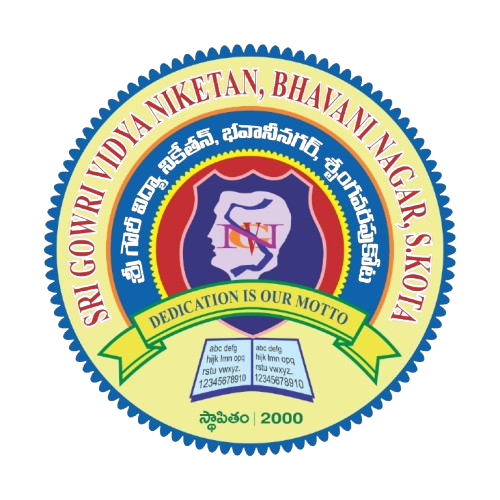 SRI GOWRI VIDYA NIKETAN, BHAVANI NAGAR, S.KOTA
శ్రీ గౌరీ విద్యా నికేతన్, భవానీనగర్, శృంగవరపుకోట
DEDICATION IS OUR MOTTO
abc defg
hijk lmn opq
rstu vwxyz.
12345678910
abc defg.
hijk lmn opq
rstu vwxyz.
12345678910
స్థాపితం | 2000